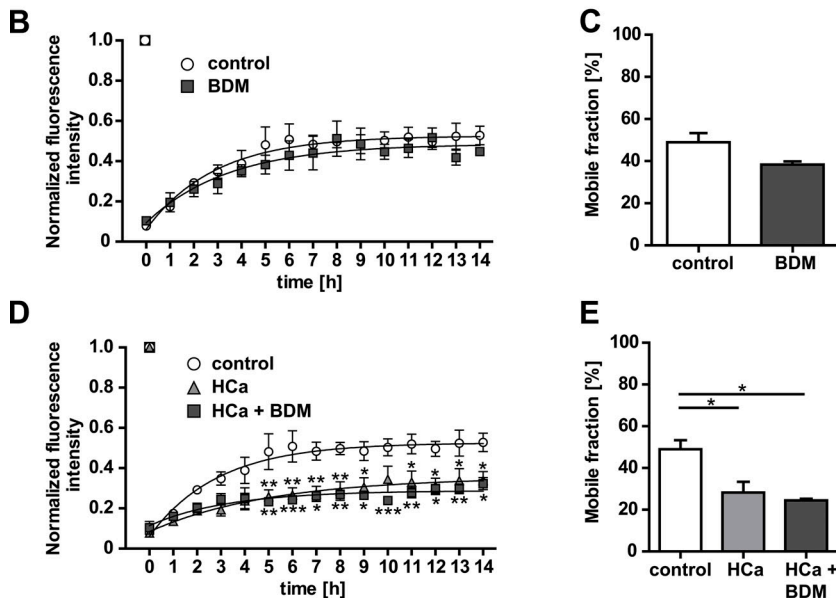 B
Normalized fluorescence
intensity
1.0
0.8
0.6
0.4
0.2
0
control
BDM
0 1 2 3 4 5 6 7 8 9 10 11 12 13 14
time [h]
C
Mobile fraction [%]
100
80
60
40
20
0
control BDM
D
Normalized fluorescence
intensity
1.0
0.8
0.6
0.4
0.2
0
control
HCa
HCa + BDM
** ** ** ** * * * * *
** *** * ** * *** ** * ** *
0 1 2 3 4 5 6 7 8 9 10 11 12 13 14
time [h]
E
Mobile fraction [%]
100
80
60
40
20
0
*
*
control HCa HCa +
BDM